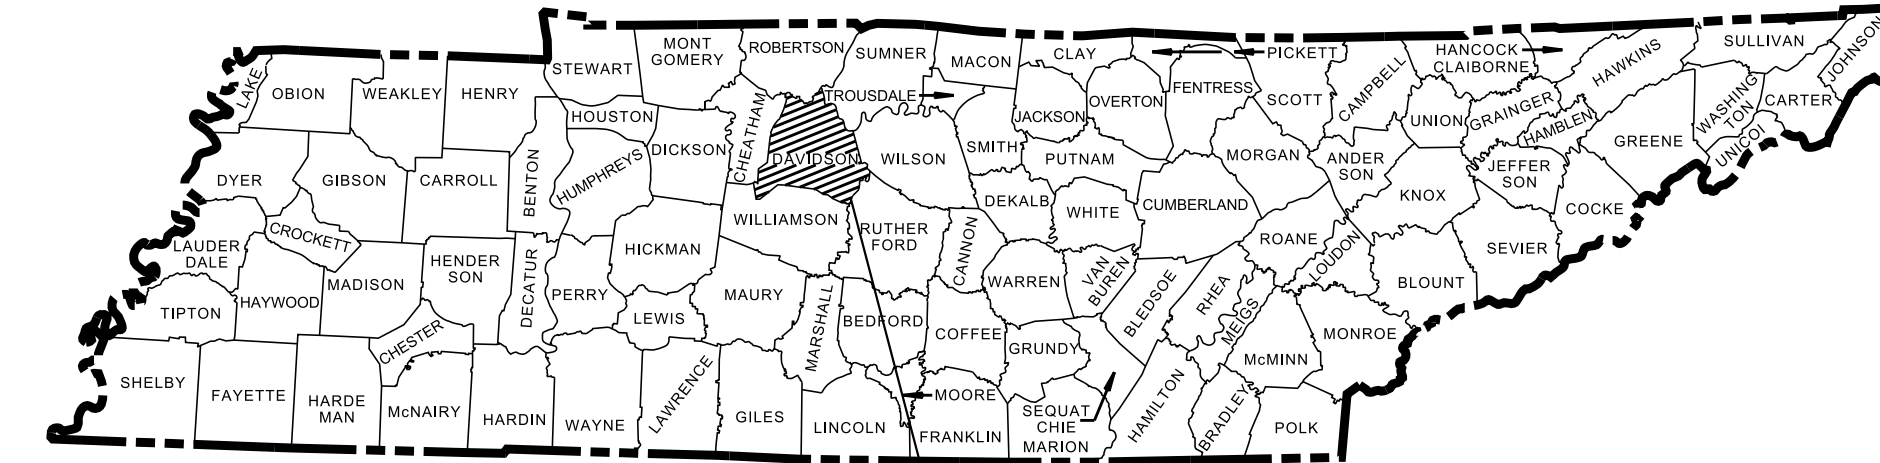 LAKE
OBION
WEAKLEY
HENRY
STEWART
MONT
GOMERY
ROBERTSON
SUMNER
MACON
CLAY
PICKETT
HANCOCK
CLAIBORNE
HAWKINS
SULLIVAN
JOHNSON
TROUSDALE
HOUSTON
CHEATHAM
DICKSON
DAVIDSON
WILSON
SMITH
JACKSON
OVERTON
FENTRESS
SCOTT
CAMPBELL
UNION
GRAINGER
HAMBLEN
GREENE
WASHING
TON
CARTER
UNICOI
DYER
GIBSON
CARROLL
BENTON
HUMPHREYS
PUTNAM
MORGAN
ANDER
SON
KNOX
JEFFER
SON
COCKE
LAUDER
DALE
CROCKETT
MADISON
HENDER
SON
DECATUR
PERRY
HICKMAN
WILLIAMSON
RUTHER
FORD
CANNON
DEKALB
WHITE
CUMBERLAND
ROANE
LOUDON
BLOUNT
SEVIER
TIPTON
HAYWOOD
CHESTER
LEWIS
MAURY
MARSHALL
BEDFORD
COFFEE
WARREN
VAN
BUREN
BLEDSOE
RHEA
MEIGS
McMINN
MONROE
GRUNDY
SHELBY
FAYETTE
HARDE
MAN
McNAIRY
HARDIN
WAYNE
LAWRENCE
GILES
LINCOLN
MOORE
FRANKLIN
SEQUAT
CHIE
MARION
HAMILTON
BRADLEY
POLK